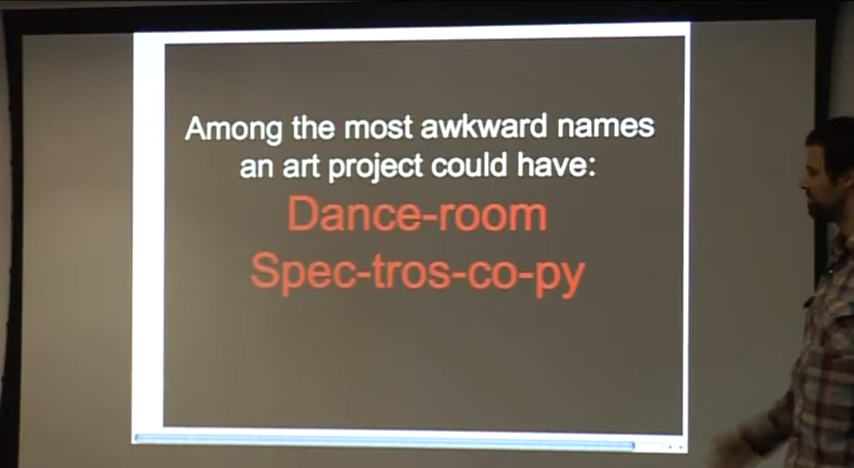 Among the most awkward names
an art project could have:
Dance-room
Spec-tros-co-py